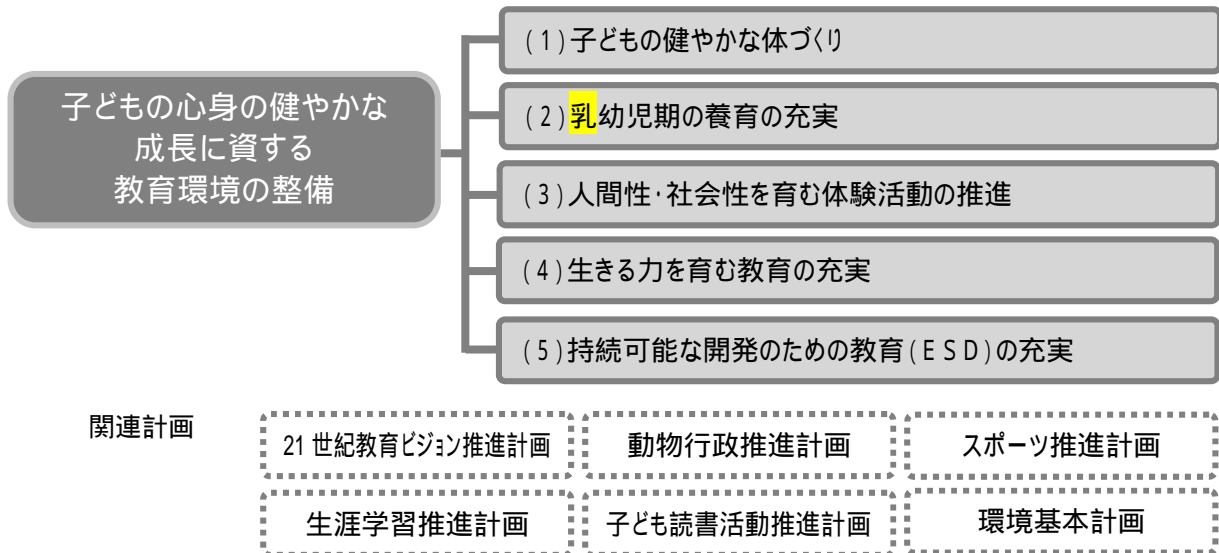 (1)子どもの健やかな体づくり
子どもの心身の健やかな
成長に資する
教育環境の整備
(2)乳幼児期の養育の充実
(3)人間性・社会性を育む体験活動の推進
(4)生きる力を育む教育の充実
(5)持続可能な開発のための教育(ESD)の充実
関連計画
21世紀教育ビジョン推進計画
動物行政推進計画
スポーツ推進計画
生涯学習推進計画
子ども読書活動推進計画
環境基本計画